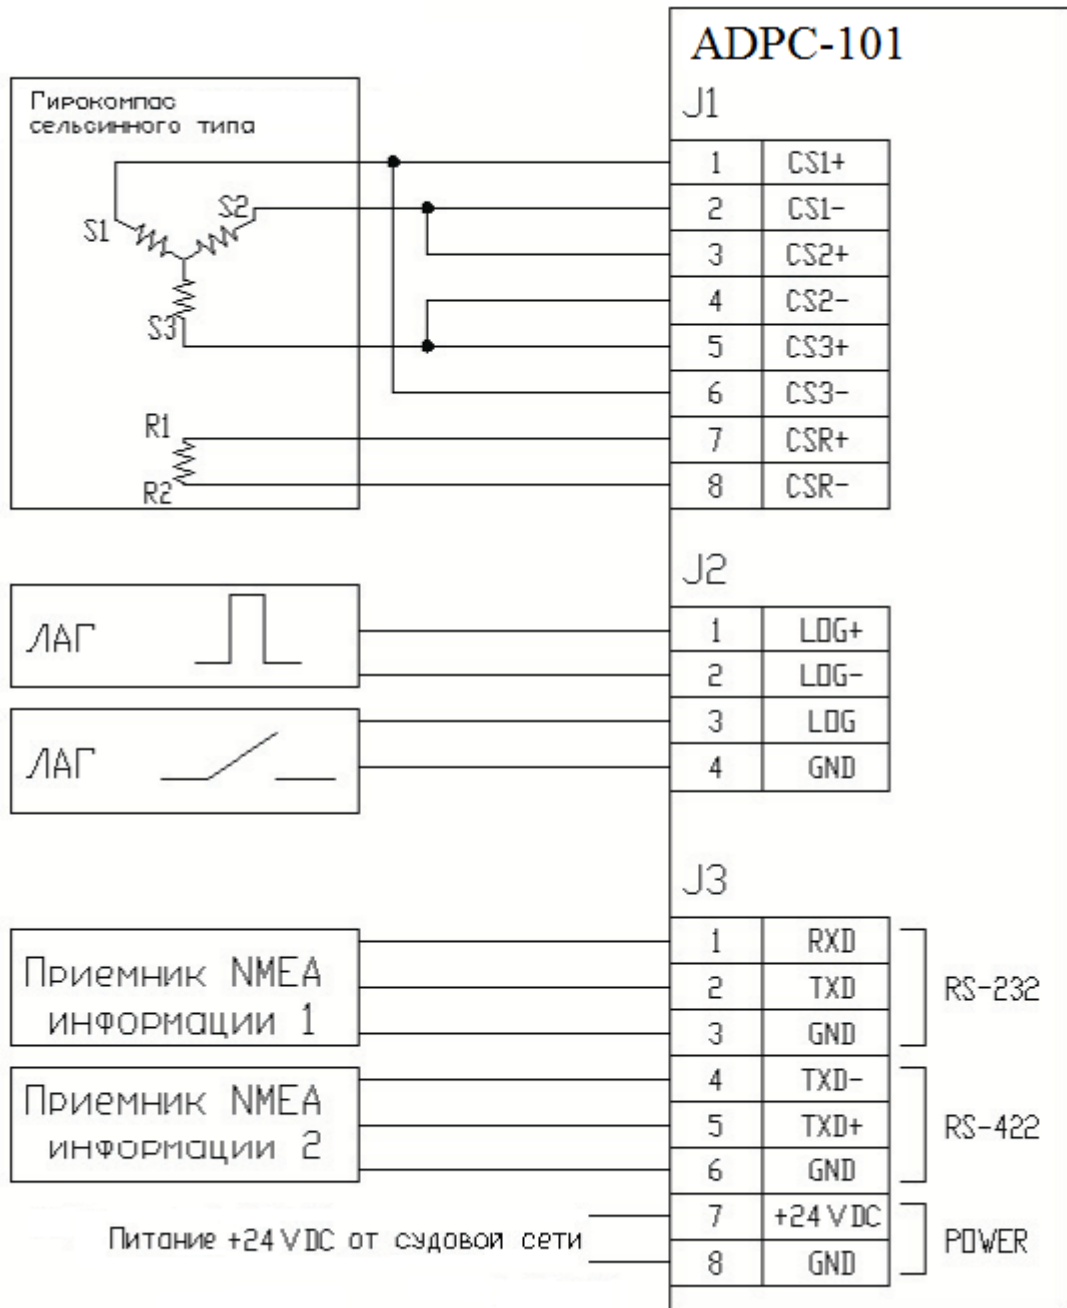 ADPC-101
J1
Гирокомпас
сельсинного типа
S1
S2
S3
R1
R2
1 CS1+
2 CS1-
3 CS2+
4 CS2-
5 CS3+
6 CS3-
7 CSR+
8 CSR-
J2
ЛАГ
1 LOG+
2 LOG-
ЛАГ
3 LOG
4 GND
J3
Приемник NMEA
информации 1
1 RXD
2 TXD
3 GND
RS-232
Приемник NMEA
информации 2
4 TXD-
5 TXD+
6 GND
RS-422
Питание +24 VDC от судовой сети
7 +24 VDC
8 GND
POWER